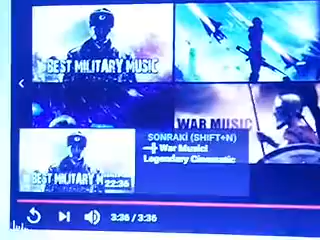 BEST MILITARY MUSIC
WAR MUSIC
SONRAKİ (SHIFT+N)
War Music!
Legendary Cinematic
BEST MILITARY M
22:36
3:36 / 3:36